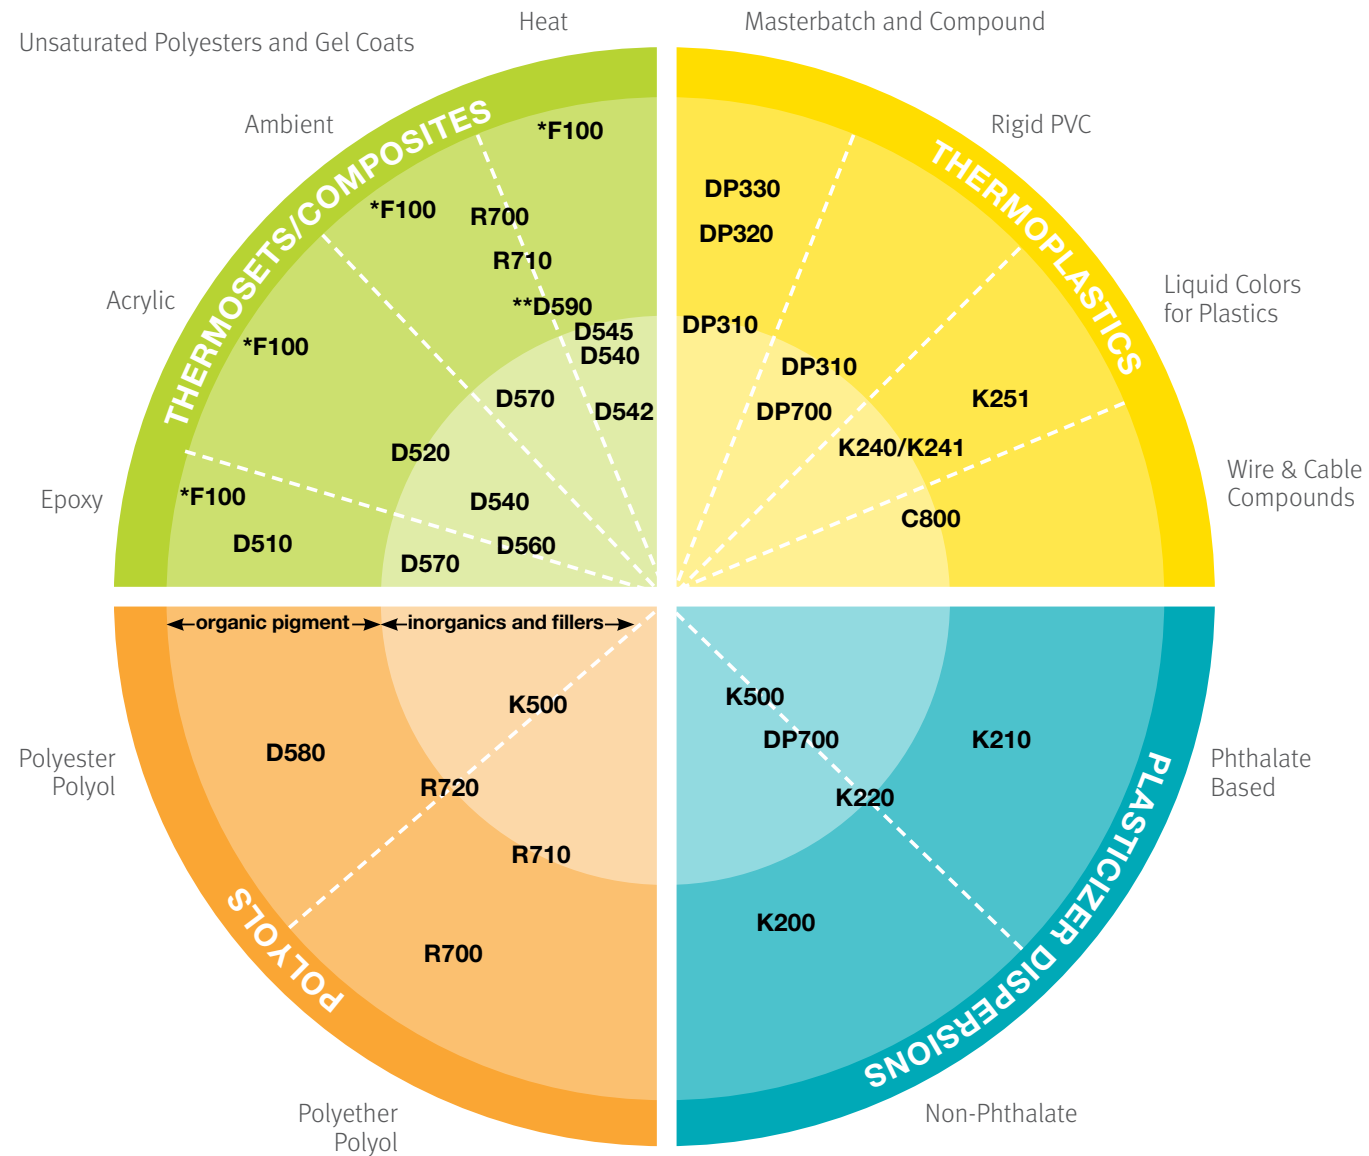 Heat
Masterbatch and Compound
Unsaturated Polyesters and Gel Coats
Ambient
Rigid PVC
Acrylic
Liquid Colors
for Plastics
Epoxy
Wire & Cable
Compounds
THERMOSETS/COMPOSITES
*F100
*F100
R700
R710
**D590
D545
D540
*F100
D570
D542
D520
*F100
D540
D510
D560
D570
THERMOPLASTICS
DP330
DP320
DP310
DP310
DP700
K251
K240/K241
C800
organic pigment
inorganics and fillers
K500
D580
R720
R710
R700
POLYOLS
Polyester
Polyol
Polyether
Polyol
K500
DP700
K210
K220
K200
PLASTICIZER DISPERSIONS
Phthalate
Based
Non-Phthalate